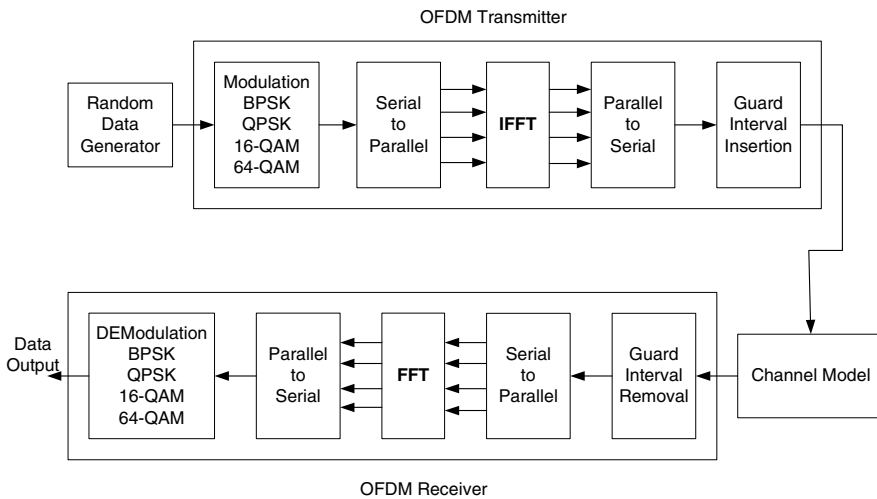 OFDM Transmitter
Random
Data
Generator
Modulation
BPSK
QPSK
16-QAM
64-QAM
Serial
to
Parallel
IFFT
Parallel
to
Serial
Guard
Interval
Insertion
Channel Model
Guard
Interval
Removal
Serial
to
Parallel
FFT
Parallel
to
Serial
DEModulation
BPSK
QPSK
16-QAM
64-QAM
Data
Output
OFDM Receiver